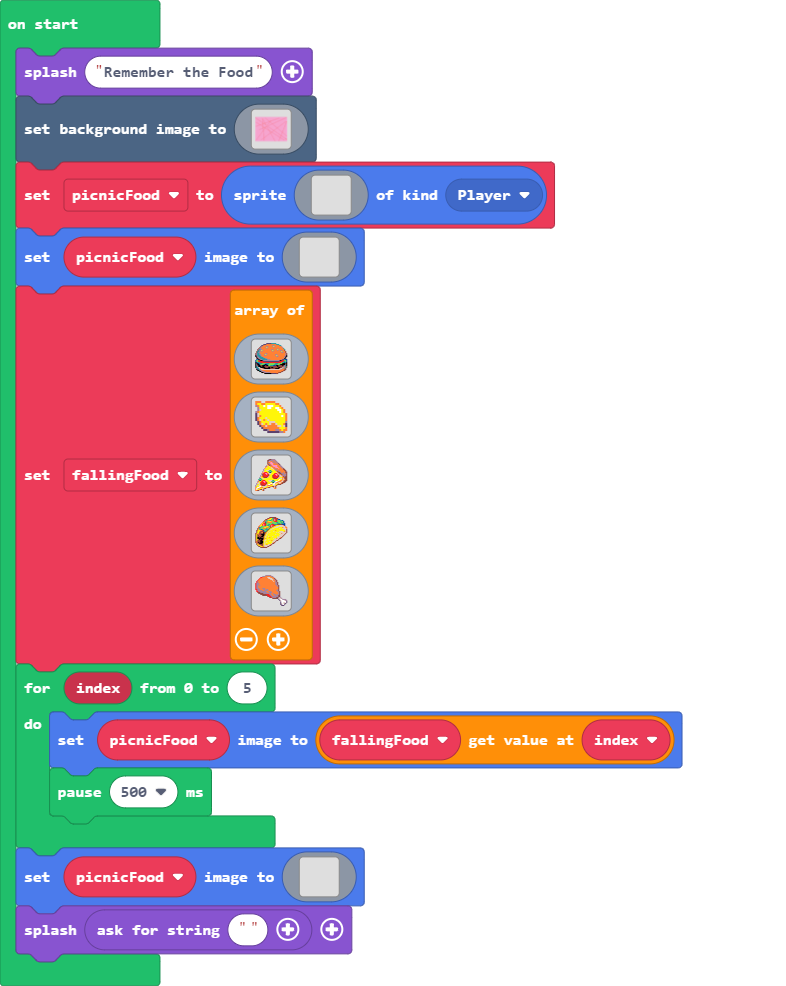 on start
splash "Remember the Food"
set background image to
set picnicFood to sprite of kind Player
set picnicFood image to
array of
set fallingFood to
for index from 0 to 5
do
set picnicFood image to fallingFood get value at index
pause 500 ms
set picnicFood image to
splash ask for string " "